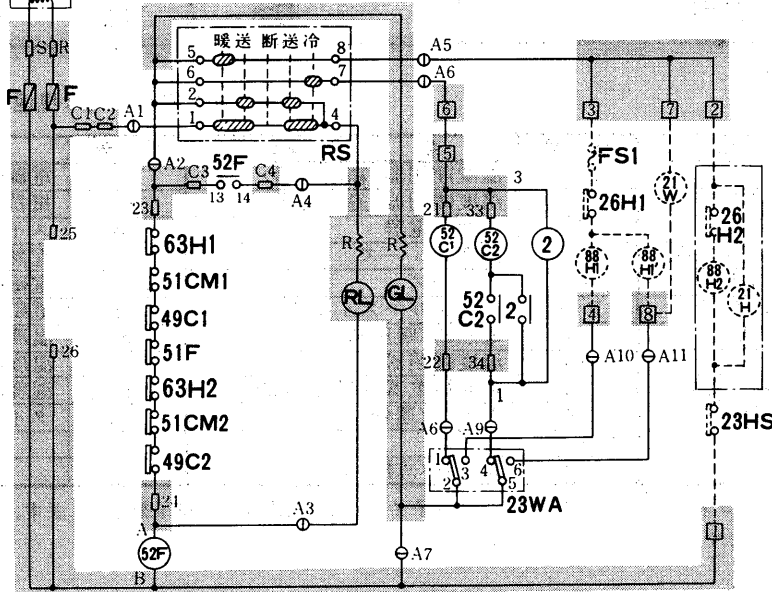 S R
F F
C1 C2 A1
暖 送 断 送 冷
5 8 A5
6 7 A6
2
1 4
RS
A2
C3 52F C4
13 14 A4
23
63H1
51CM1
49C1
51F
63H2
51CM2
49C2
24
A
52F
B
A3
25
26
R R
RL GL
A7
6
5
3
21 33
52 C1
52 C2
2
52 C2 2
22 34
1
A6 A9
1 3 4 6
2 5
23WA
3 7 2
FS1
26H1
21 W
88 H1
88 H1'
4 8
A10 A11
26 H2
88 H2
21 H
23HS
1